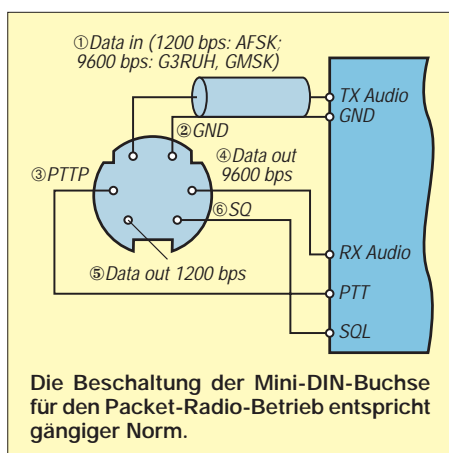 ①Data in (1200 bps: AFSK;
9600 bps: G3RUH, GMSK)
TX Audio
GND
②GND
③PTTP
④Data out
9600 bps
⑥SQ
RX Audio
⑤Data out 1200 bps
PTT
SQL
Die Beschaltung der Mini-DIN-Buchse
für den Packet-Radio-Betrieb entspricht
gängiger Norm.